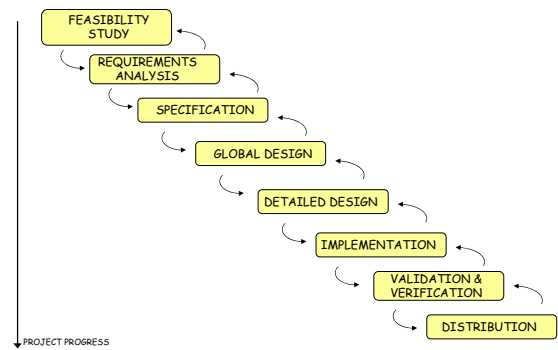 FEASIBILITY
STUDY
REQUIREMENTS
ANALYSIS
SPECIFICATION
GLOBAL DESIGN
DETAILED DESIGN
IMPLEMENTATION
VALIDATION &
VERIFICATION
DISTRIBUTION
PROJECT PROGRESS